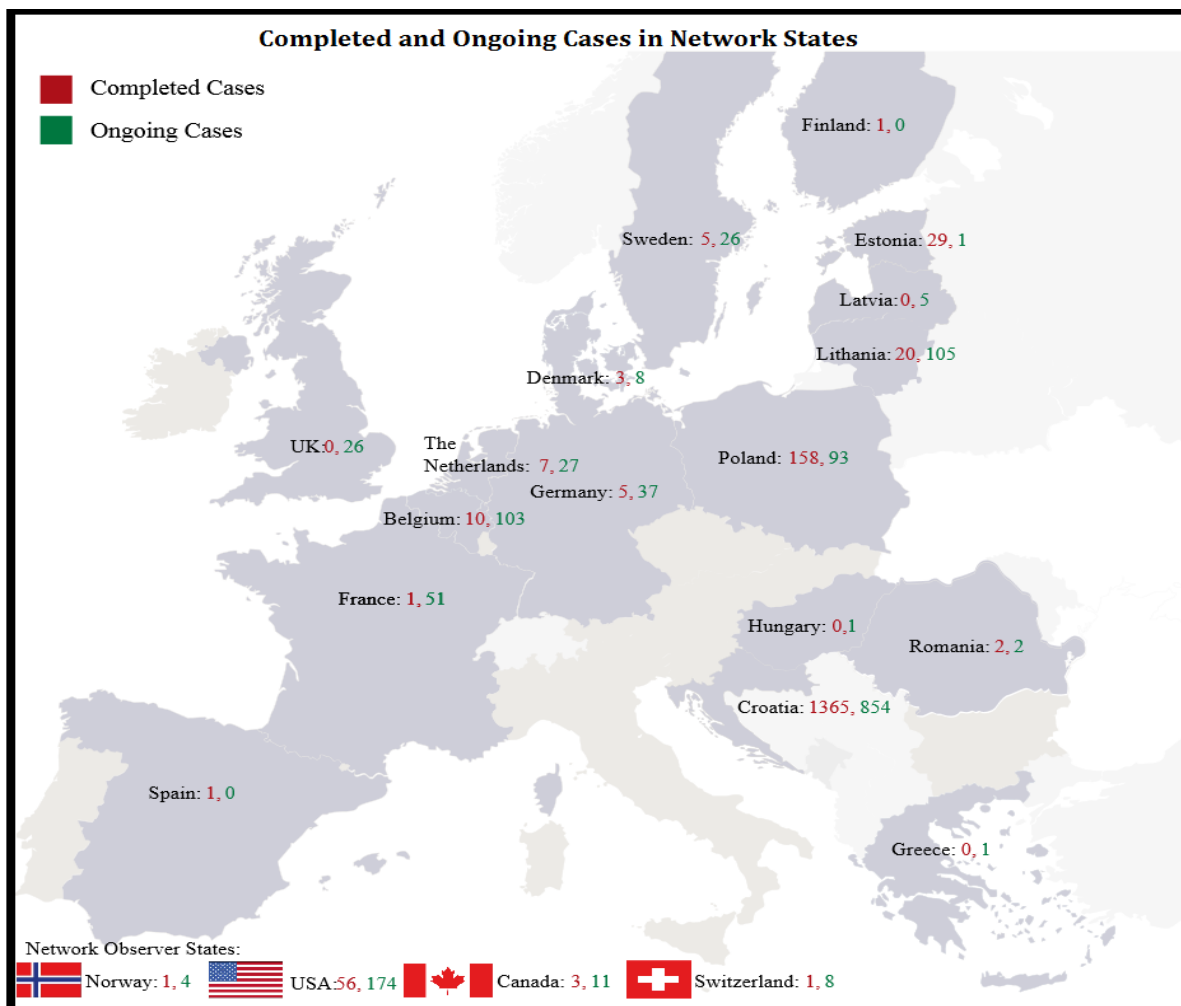 Completed and Ongoing Cases in Network States
Completed Cases
Ongoing Cases
Finland: 1, 0
Sweden: 5, 26
Estonia: 29, 1
Latvia: 0, 5
Lithania: 20, 105
Denmark: 3, 8
UK:0, 26
The
Netherlands: 7, 27
Poland: 158, 93
Germany: 5, 37
Belgium: 10, 103
France: 1, 51
Hungary: 0,1
Romania: 2, 2
Croatia: 1365, 854
Spain: 1, 0
Greece: 0, 1
Network Observer States:
Norway: 1, 4 USA:56, 174 Canada: 3, 11 Switzerland: 1, 8